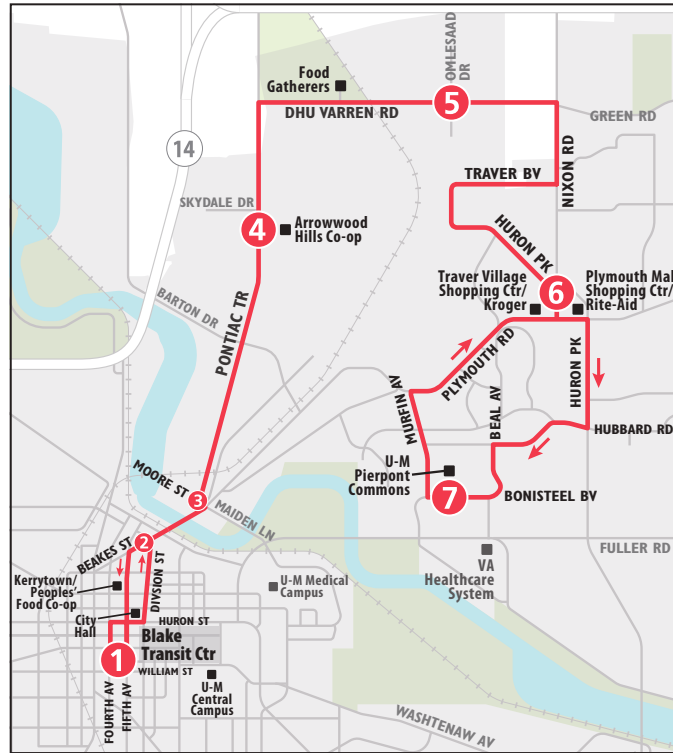 OMLESAAD
DR
Food
Gatherers
5
DHU VARREN RD
GREEN RD
14
TRAVER BV
NIXON RD
SKYDALE DR
4
Arrowwood
Hills Co-op
HURON PK
Traver Village
Shopping Ctr/
Kroger
6
Plymouth Mal
Shopping Ctr/
Rite-Aid
BARTON DR
PONTIAC TR
PLYMOUTH RD
HURON PK
MURFIN AV
BEAL AV
HUBBARD RD
U-M
Pierpont
Commons
MOORE ST
3
MAIDEN LN
7
BONISTEEL BV
BEAKES ST
2
FULLER RD
VA
Healthcare
System
Kerrytown/
Peoples'
Food Co-op
DIVSION ST
U-M Medical
Campus
City
Hall
HURON ST
1
Blake
Transit Ctr
WILLIAM ST
FOURTH AV
FIFTH AV
U-M
Central
Campus
WASHTENAW AV